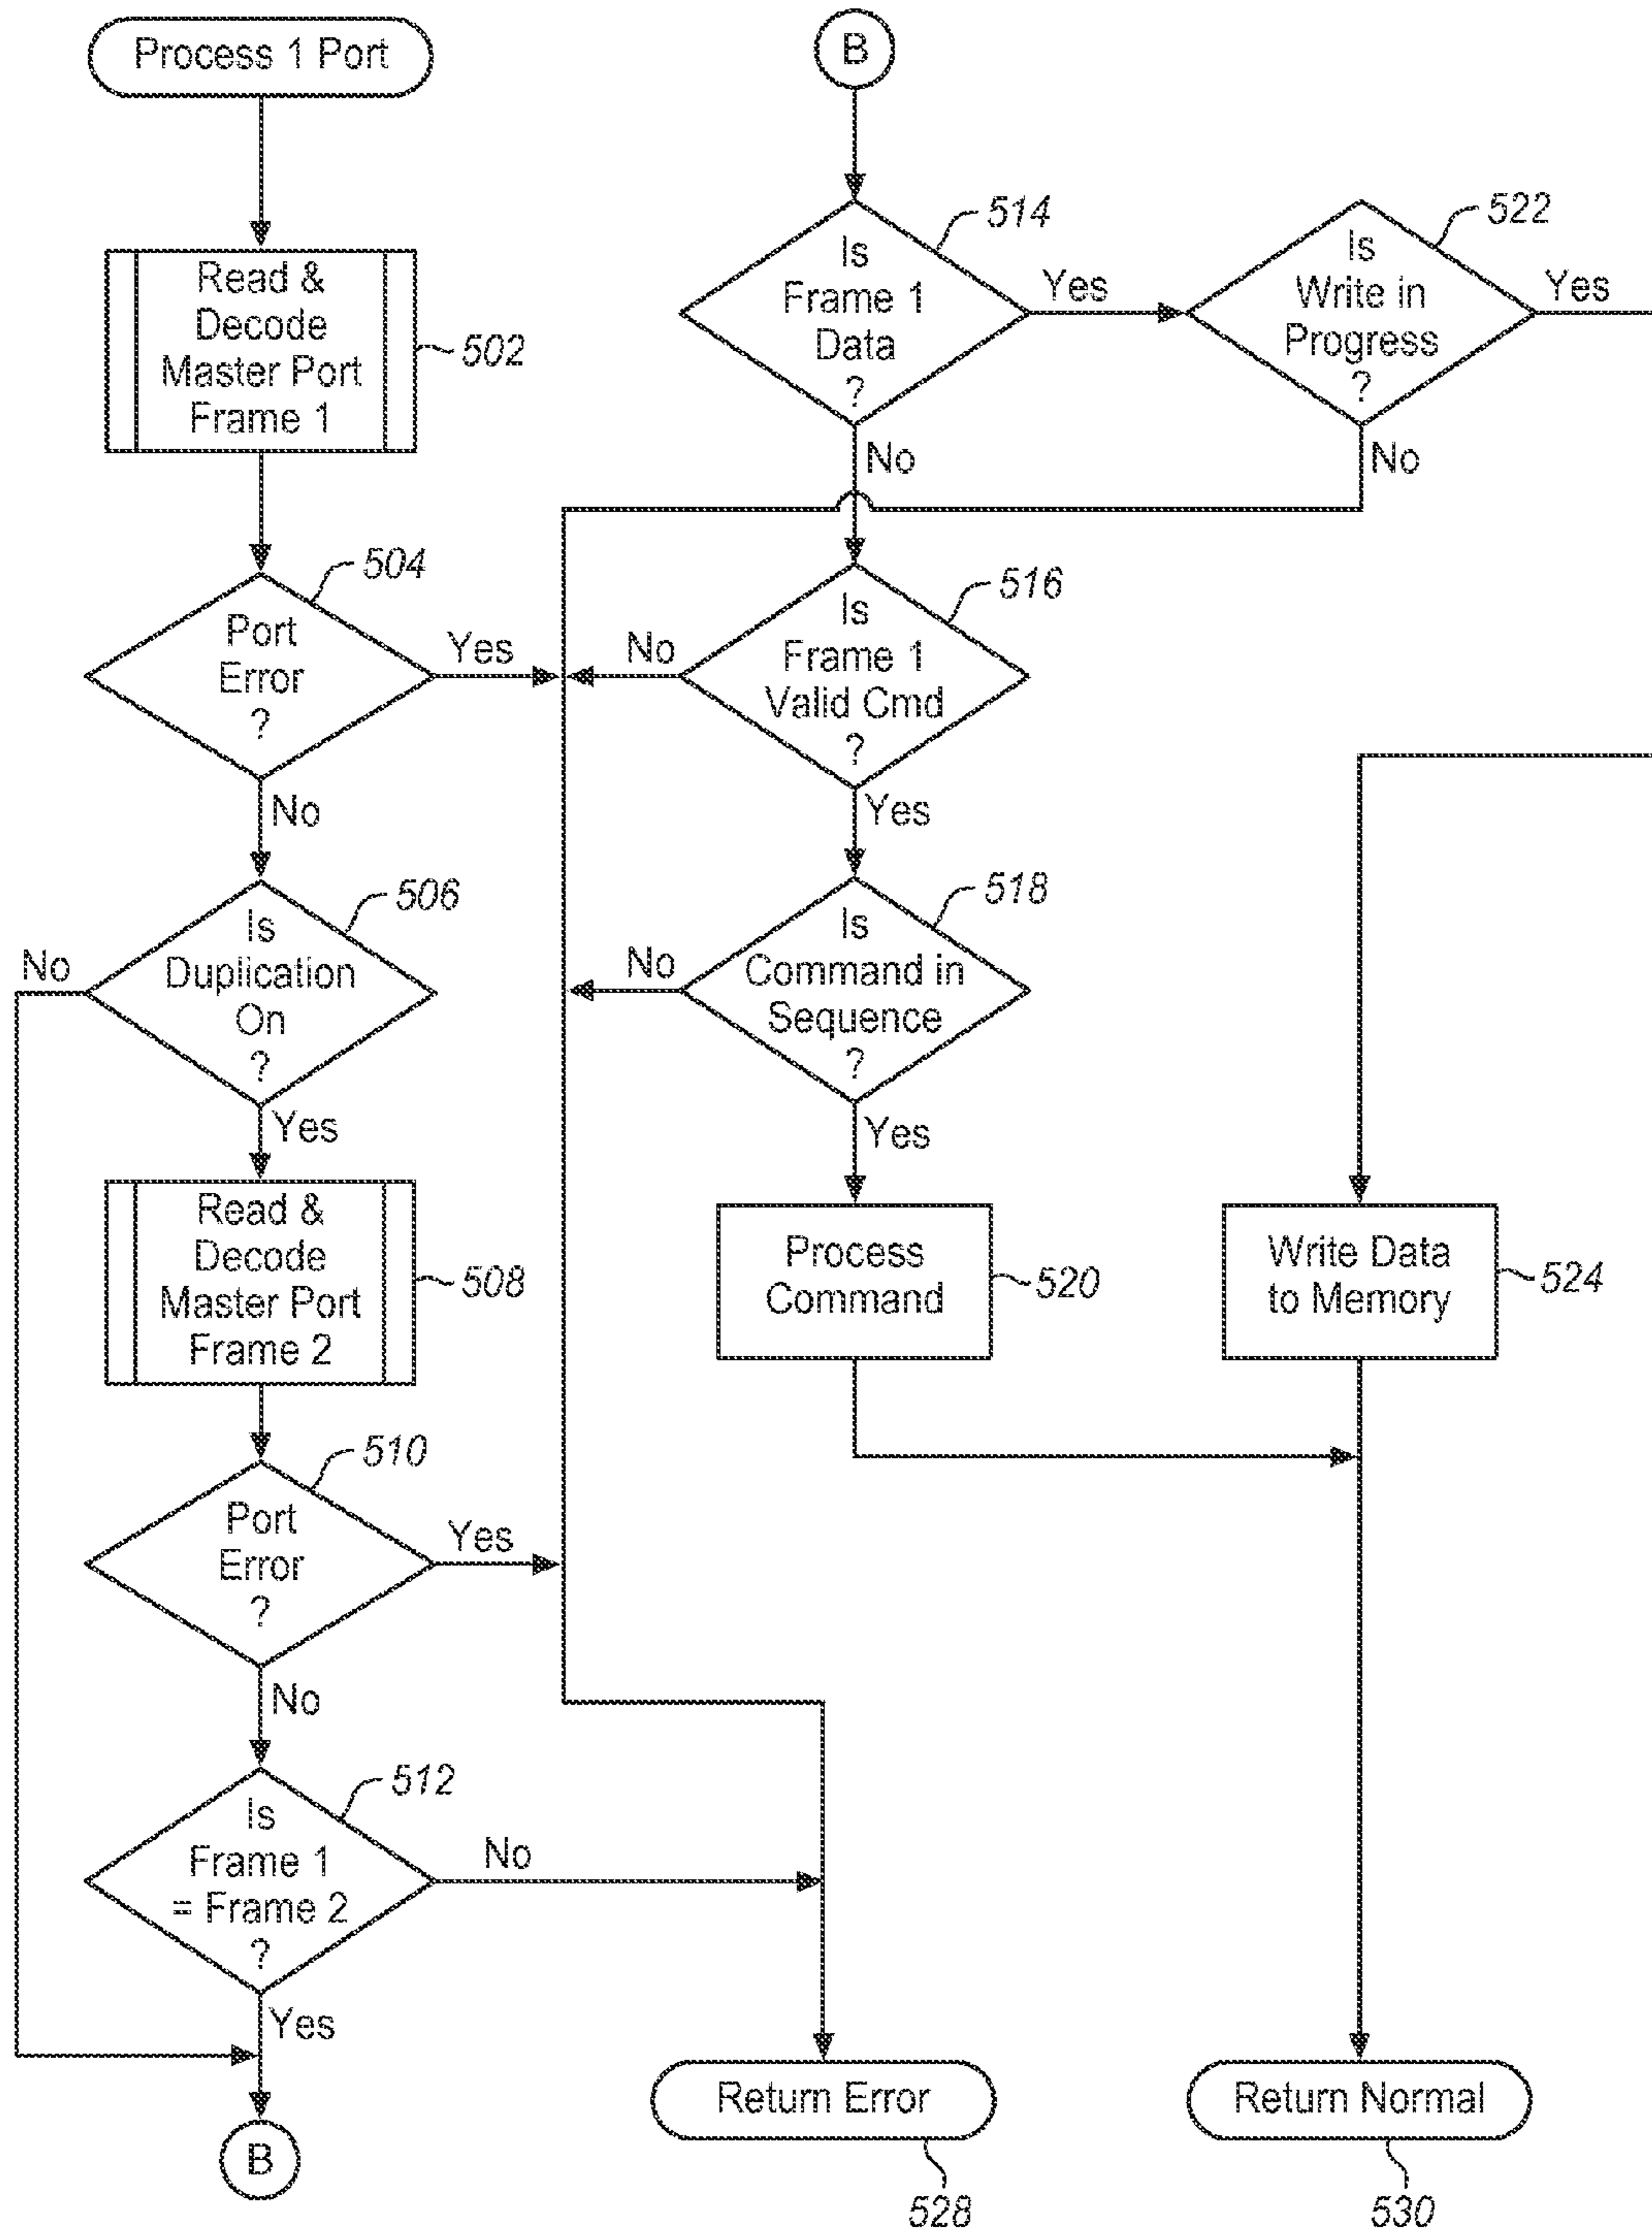 Process 1 Port
Read &
Decode
Master Port
Frame 1
502
504
Port
Error
?
Yes
No
506
Is
Duplication
On
?
No
Yes
Read &
Decode
Master Port
Frame 2
508
510
Port
Error
?
Yes
No
512
Is
Frame 1
= Frame 2
?
No
Yes
B
B
514
Is
Frame 1
Data
?
Yes
No
522
Is
Write in
Progress
?
Yes
No
516
Is
Frame 1
Valid Cmd
?
No
Yes
518
Is
Command in
Sequence
?
No
Yes
Process
Command
520
Write Data
to Memory
524
Return Error
528
Return Normal
530